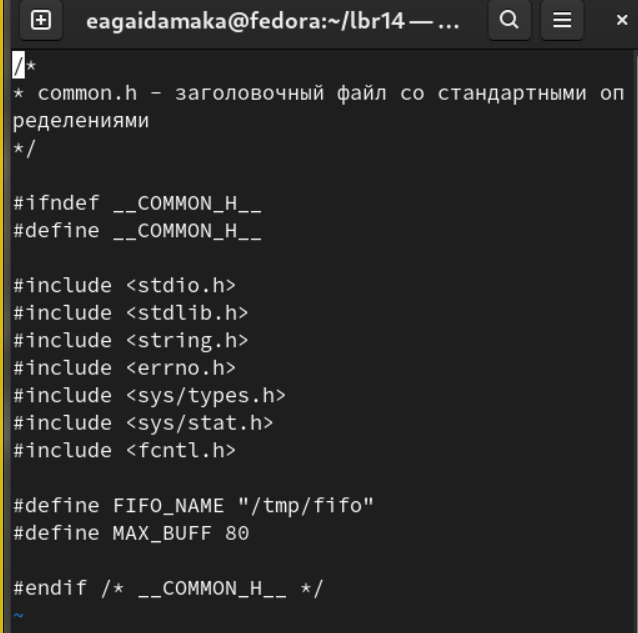 eagaidamaka@fedora:~/lbr14 — ...
/*
* common.h – заголовочный файл со стандартными оп
ределениями
*/
#ifndef __COMMON_H__
#define __COMMON_H__
#include <stdio.h>
#include <stdlib.h>
#include <string.h>
#include <errno.h>
#include <sys/types.h>
#include <sys/stat.h>
#include <fcntl.h>
#define FIFO_NAME "/tmp/fifo"
#define MAX_BUFF 80
#endif /* __COMMON_H__ */
~